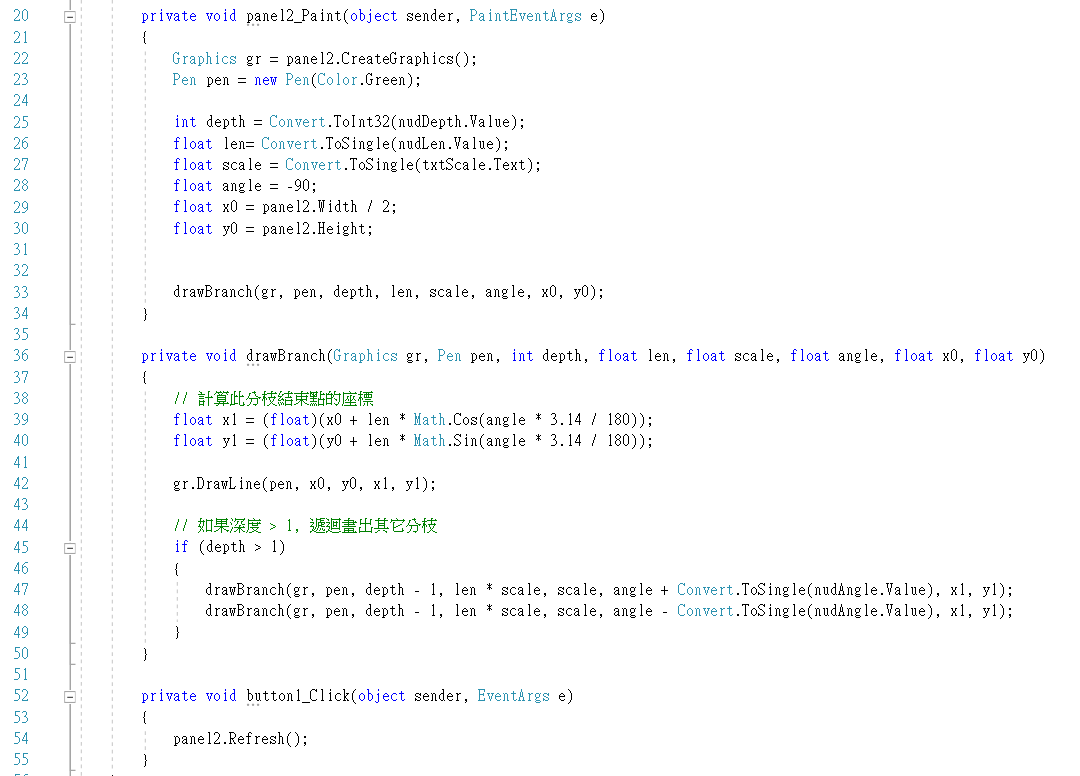 20 private void panel2_Paint(object sender, PaintEventArgs e)
21 {
22 Graphics gr = panel2.CreateGraphics();
23 Pen pen = new Pen(Color.Green);
24
25 int depth = Convert.ToInt32(nudDepth.Value);
26 float len= Convert.ToSingle(nudLen.Value);
27 float scale = Convert.ToSingle(txtScale.Text);
28 float angle = -90;
29 float x0 = panel2.Width / 2;
30 float y0 = panel2.Height;
31
32
33 drawBranch(gr, pen, depth, len, scale, angle, x0, y0);
34 }
35
36 private void drawBranch(Graphics gr, Pen pen, int depth, float len, float scale, float angle, float x0, float y0)
37 {
38 // 計算此分枝結束點的座標
39 float x1 = (float)(x0 + len * Math.Cos(angle * 3.14 / 180));
40 float y1 = (float)(y0 + len * Math.Sin(angle * 3.14 / 180));
41
42 gr.DrawLine(pen, x0, y0, x1, y1);
43
44 // 如果深度 > 1, 遞迴畫出其它分枝
45 if (depth > 1)
46 {
47 drawBranch(gr, pen, depth - 1, len * scale, scale, angle + Convert.ToSingle(nudAngle.Value), x1, y1);
48 drawBranch(gr, pen, depth - 1, len * scale, scale, angle - Convert.ToSingle(nudAngle.Value), x1, y1);
49 }
50 }
51
52 private void button1_Click(object sender, EventArgs e)
53 {
54 panel2.Refresh();
55 }